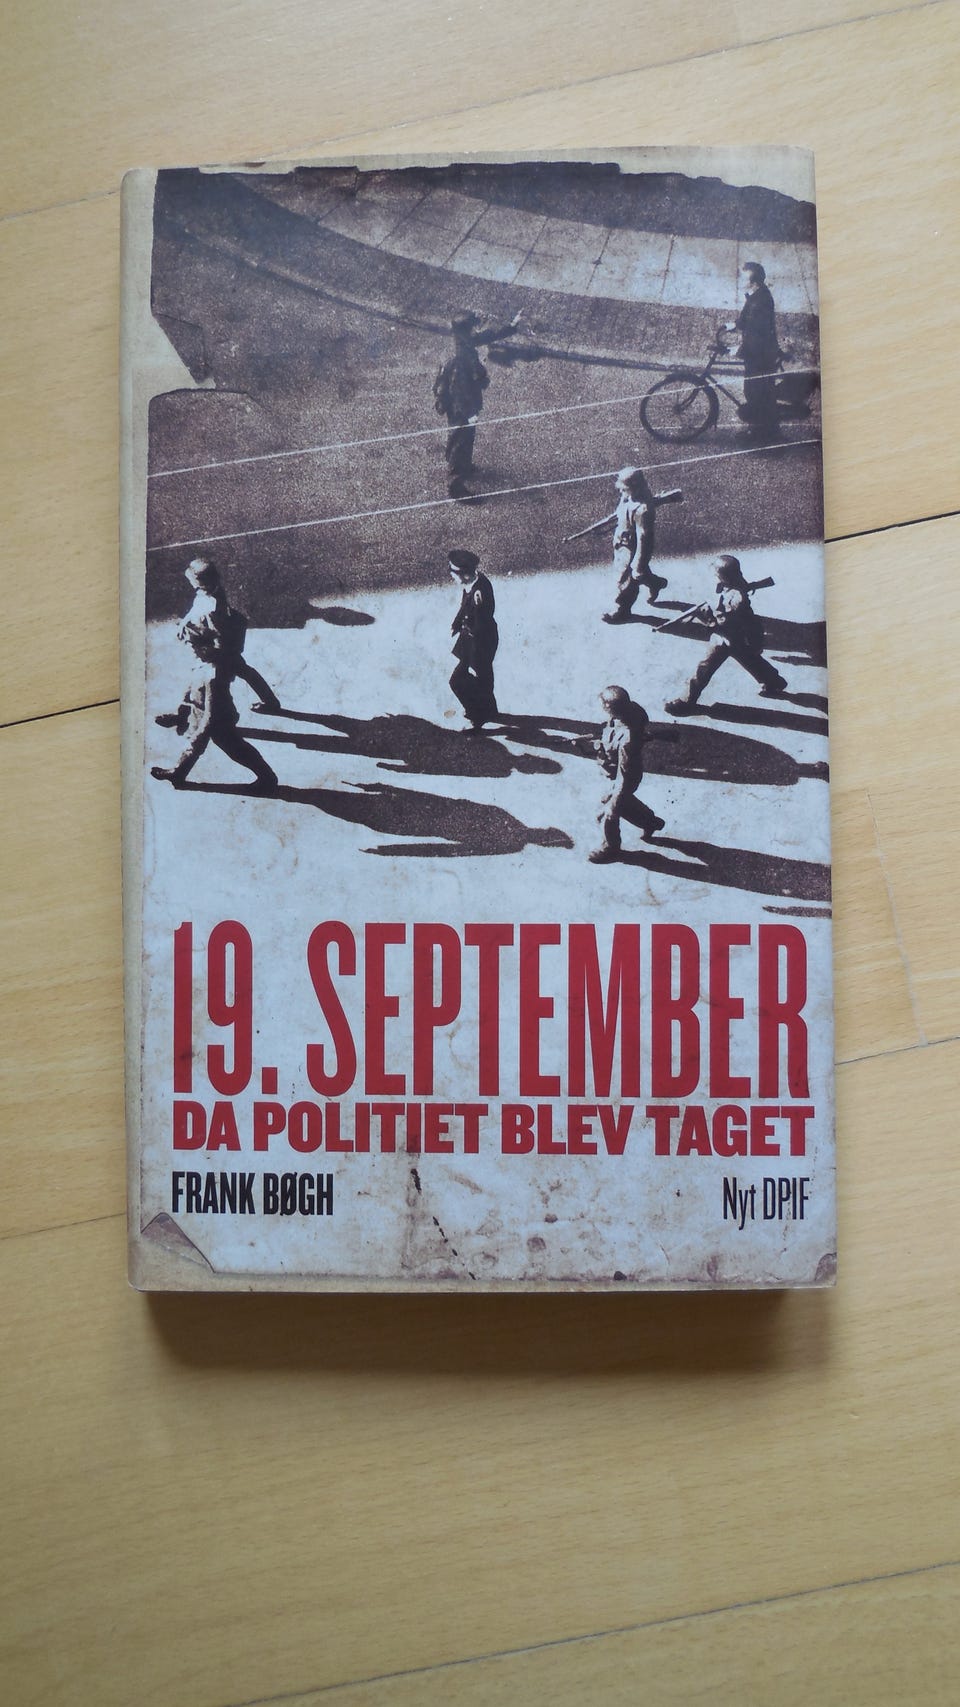 19. SEPTEMBER
DA POLITIET BLEV TAGET
FRANK BØGH
Nyt DPIF